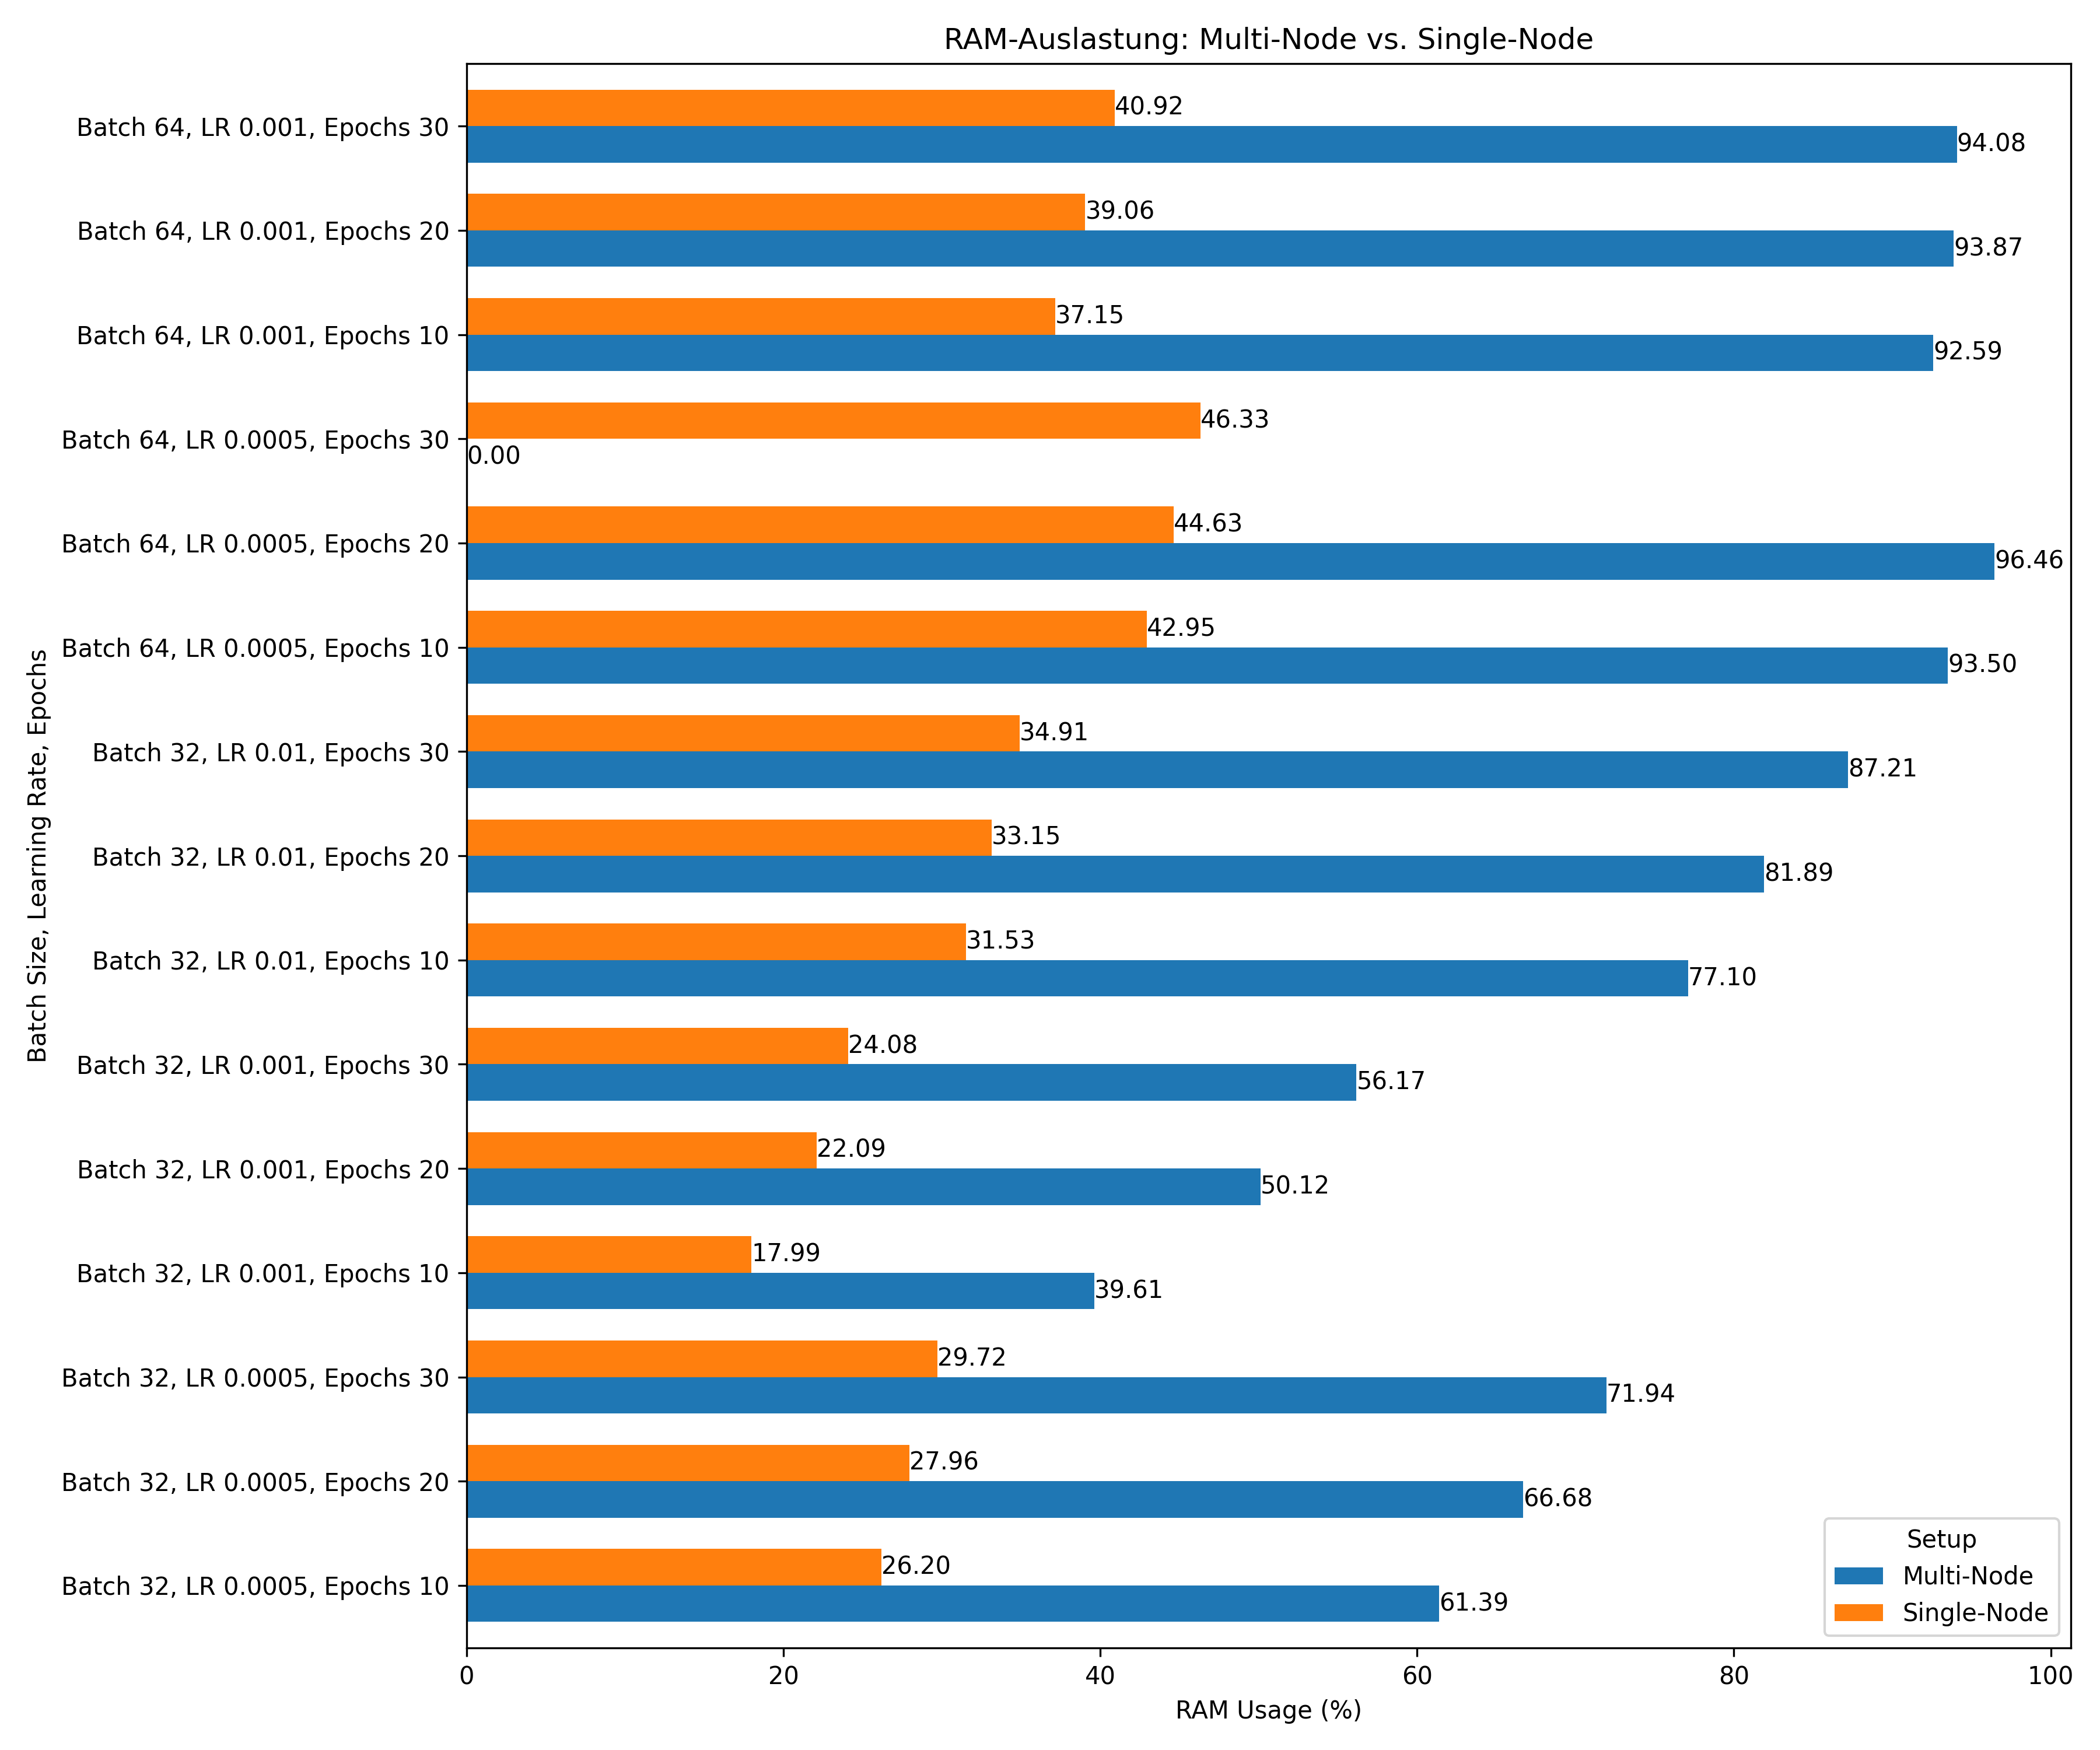 RAM-Auslastung: Multi-Node vs. Single-Node
Batch Size, Learning Rate, Epochs
Batch 64, LR 0.001, Epochs 30
40.92
94.08
Batch 64, LR 0.001, Epochs 20
39.06
93.87
Batch 64, LR 0.001, Epochs 10
37.15
92.59
Batch 64, LR 0.0005, Epochs 30
46.33
0.00
Batch 64, LR 0.0005, Epochs 20
44.63
96.46
Batch 64, LR 0.0005, Epochs 10
42.95
93.50
Batch 32, LR 0.01, Epochs 30
34.91
87.21
Batch 32, LR 0.01, Epochs 20
33.15
81.89
Batch 32, LR 0.01, Epochs 10
31.53
77.10
Batch 32, LR 0.001, Epochs 30
24.08
56.17
Batch 32, LR 0.001, Epochs 20
22.09
50.12
Batch 32, LR 0.001, Epochs 10
17.99
39.61
Batch 32, LR 0.0005, Epochs 30
29.72
71.94
Batch 32, LR 0.0005, Epochs 20
27.96
66.68
Batch 32, LR 0.0005, Epochs 10
26.20
61.39
Setup
Multi-Node
Single-Node
0 20 40 60 80 100
RAM Usage (%)